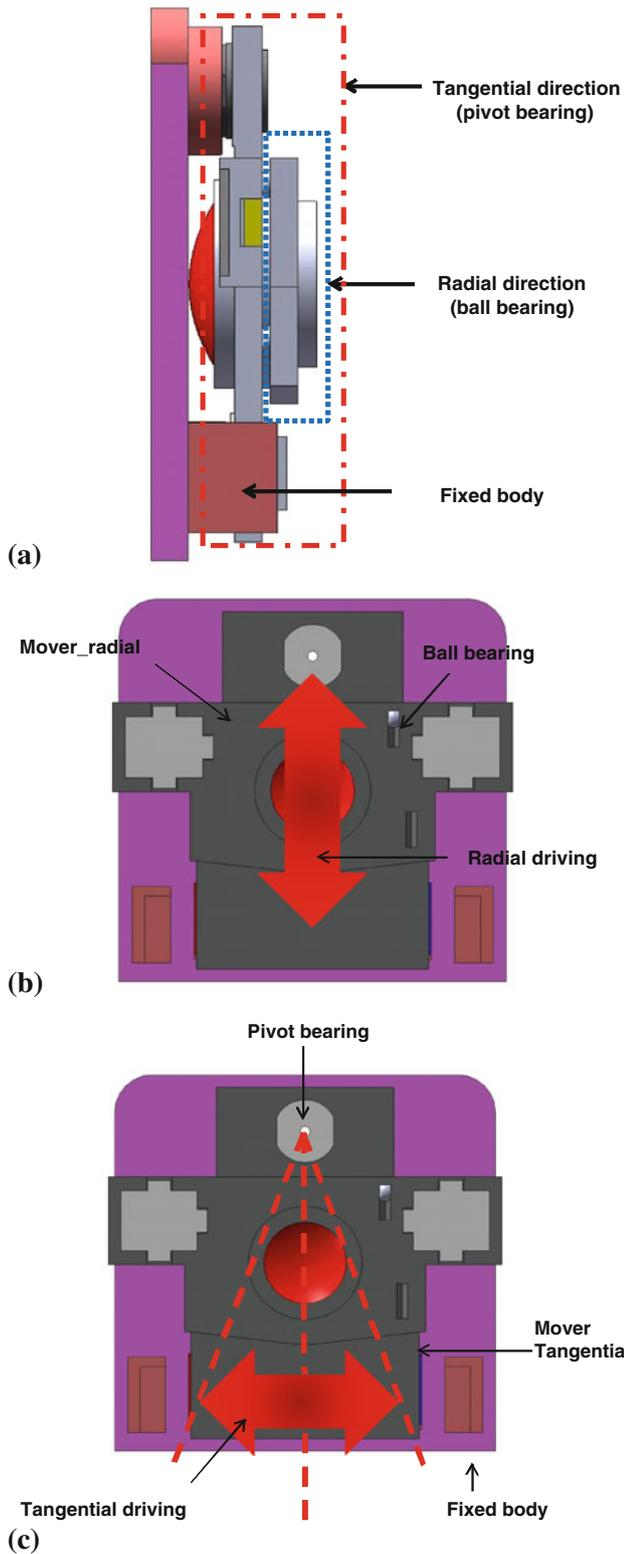 Tangential direction
(pivot bearing)
Radial direction
(ball bearing)
Fixed body
(a)
Mover_radial
Ball bearing
Radial driving
(b)
Pivot bearing
Mover
Tangentia
Tangential driving
Fixed body
(c)